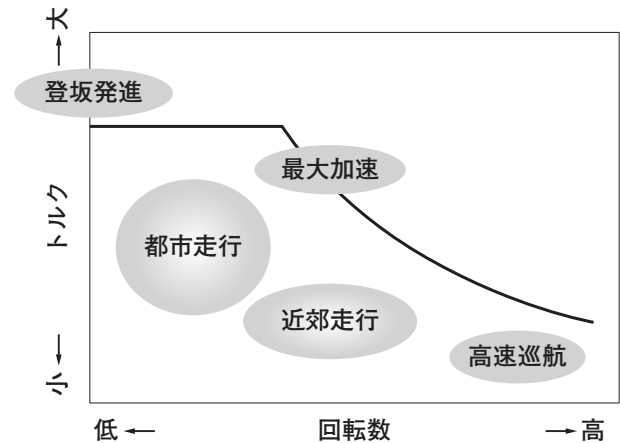 大
登坂発進
最大加速
トルク
都市走行
近郊走行
高速巡航
小
低
回転数
高